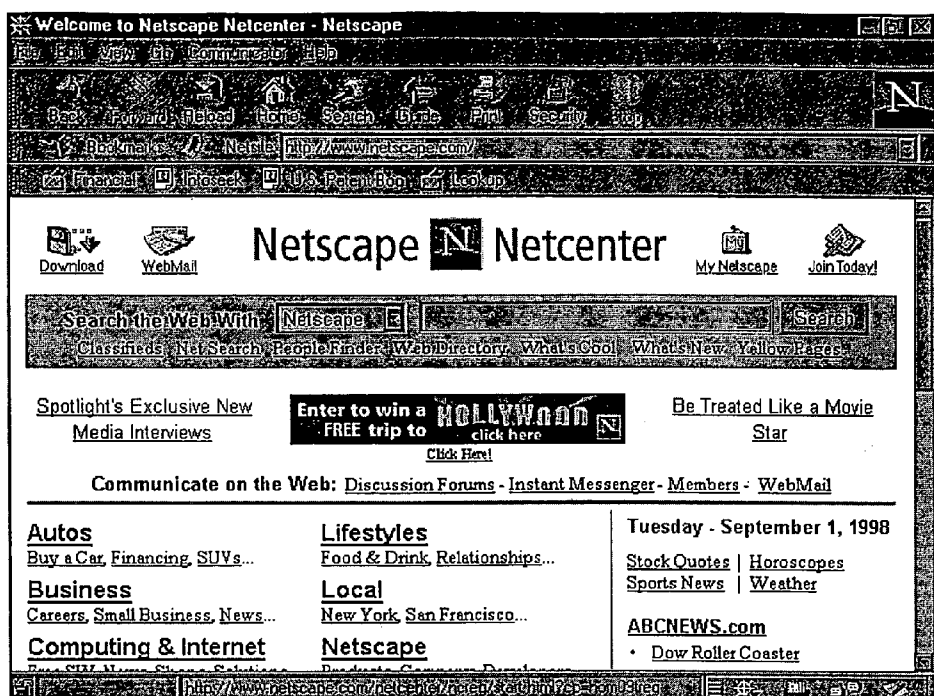 Welcome to Netscape Netcenter - Netscape
File Edit View Go Communicator Help
Back Forward Reload Home Search Guide Print Security Stop
Bookmarks Netsite: http://www.netscape.com/
Financial Infoseek Lookup
Netscape N Netcenter
Download WebMail My Netscape Join Today!
Search the Web With Netscape Search
Classifieds Net Search People Finder Web Directory What's Cool What's New Yellow Pages
Spotlight's Exclusive New
Media Interviews
Enter to win a
FREE trip to HOLLYWOOD
click here
Click Here!
Be Treated Like a Movie
Star
Communicate on the Web: Discussion Forums - Instant Messenger - Members - WebMail
Autos
Buy a Car, Financing, SUVs...
Business
Careers, Small Business, News...
Computing & Internet
Lifestyles
Food & Drink, Relationships...
Local
New York, San Francisco...
Netscape
Tuesday - September 1, 1998
Stock Quotes | Horoscopes
Sports News | Weather
ABCNEWS.com
• Dow Roller Coaster